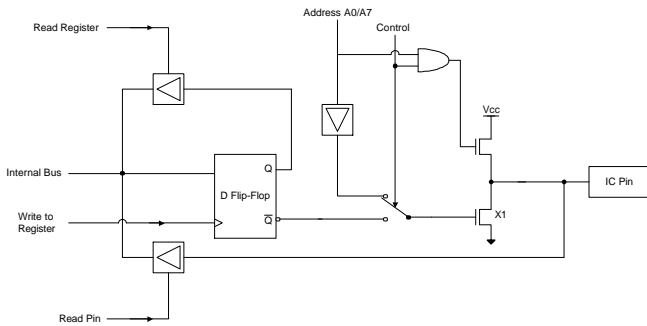 Address A0/A7
Read Register
Control
Vcc
Internal Bus
Q
D Flip-Flop
IC Pin
Write to
Register
Q
X1
Read Pin